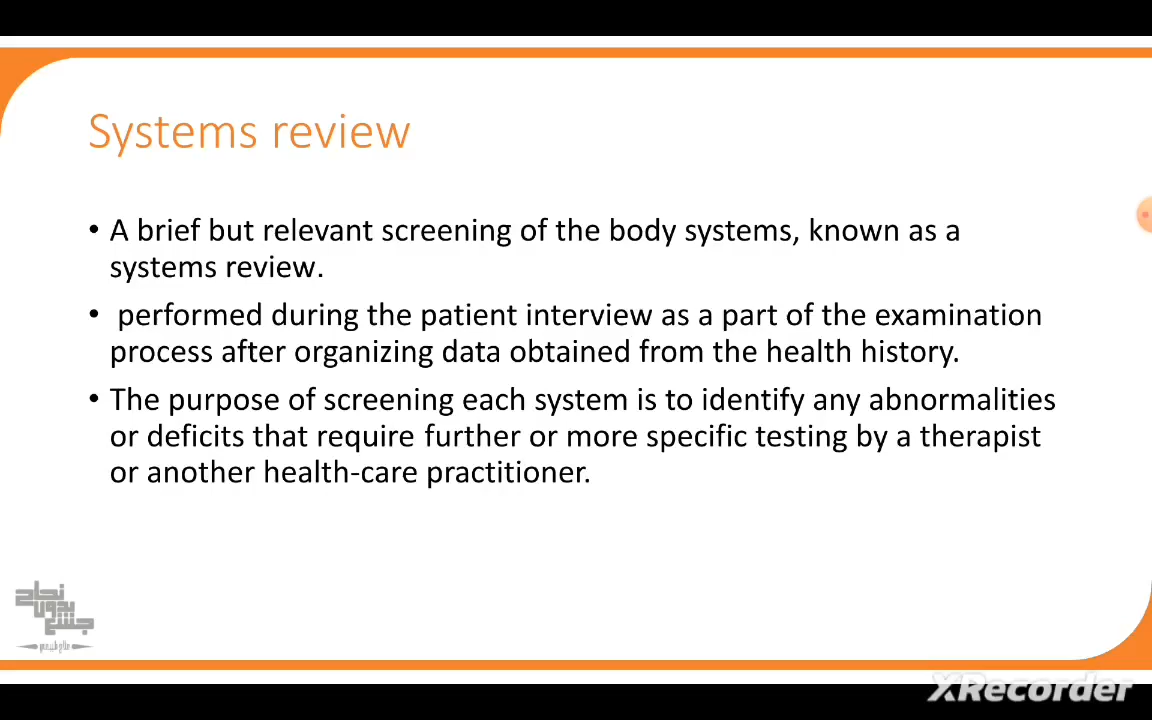 Systems review
• A brief but relevant screening of the body systems, known as a
systems review.
• performed during the patient interview as a part of the examination
process after organizing data obtained from the health history.
• The purpose of screening each system is to identify any abnormalities
or deficits that require further or more specific testing by a therapist
or another health-care practitioner.
نجاح
بدون
جشع
XRecorder